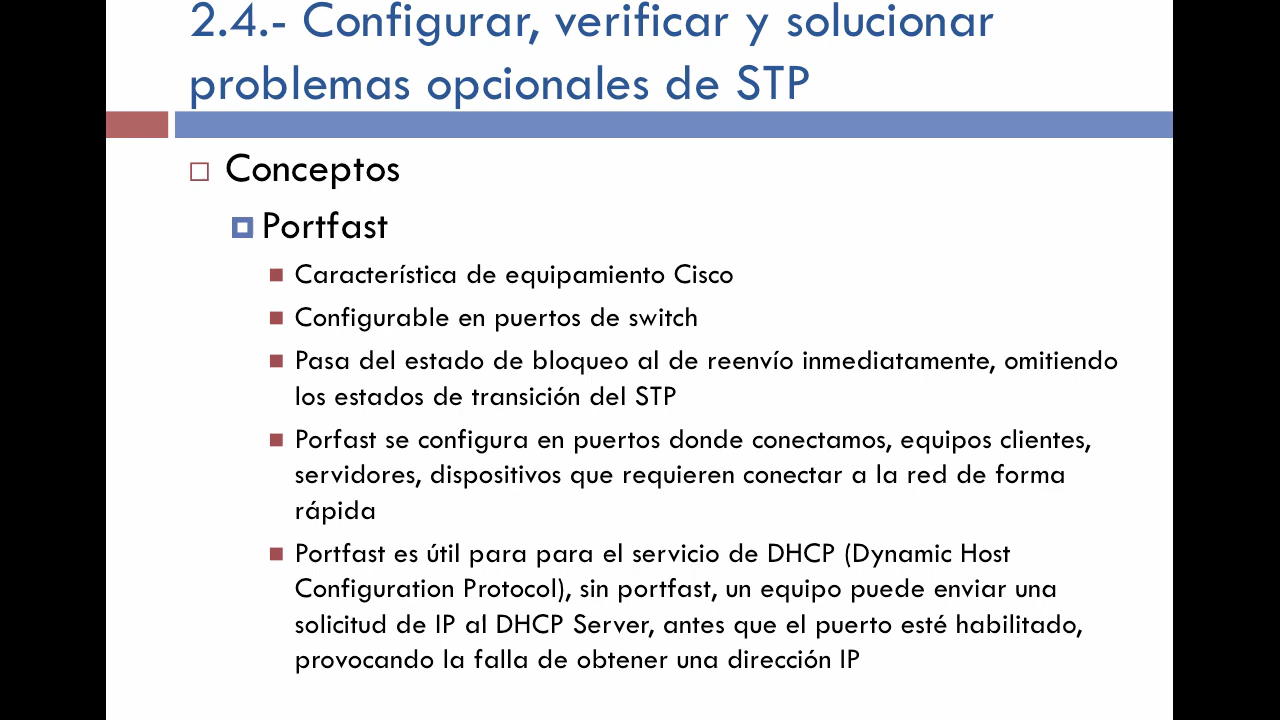 2.4.- Configurar, verificar y solucionar
problemas opcionales de STP
Conceptos
Portfast
Característica de equipamiento Cisco
Configurable en puertos de switch
Pasa del estado de bloqueo al de reenvío inmediatamente, omitiendo
los estados de transición del STP
Porfast se configura en puertos donde conectamos, equipos clientes,
servidores, dispositivos que requieren conectar a la red de forma
rápida
Portfast es útil para para el servicio de DHCP (Dynamic Host
Configuration Protocol), sin portfast, un equipo puede enviar una
solicitud de IP al DHCP Server, antes que el puerto esté habilitado,
provocando la falla de obtener una dirección IP